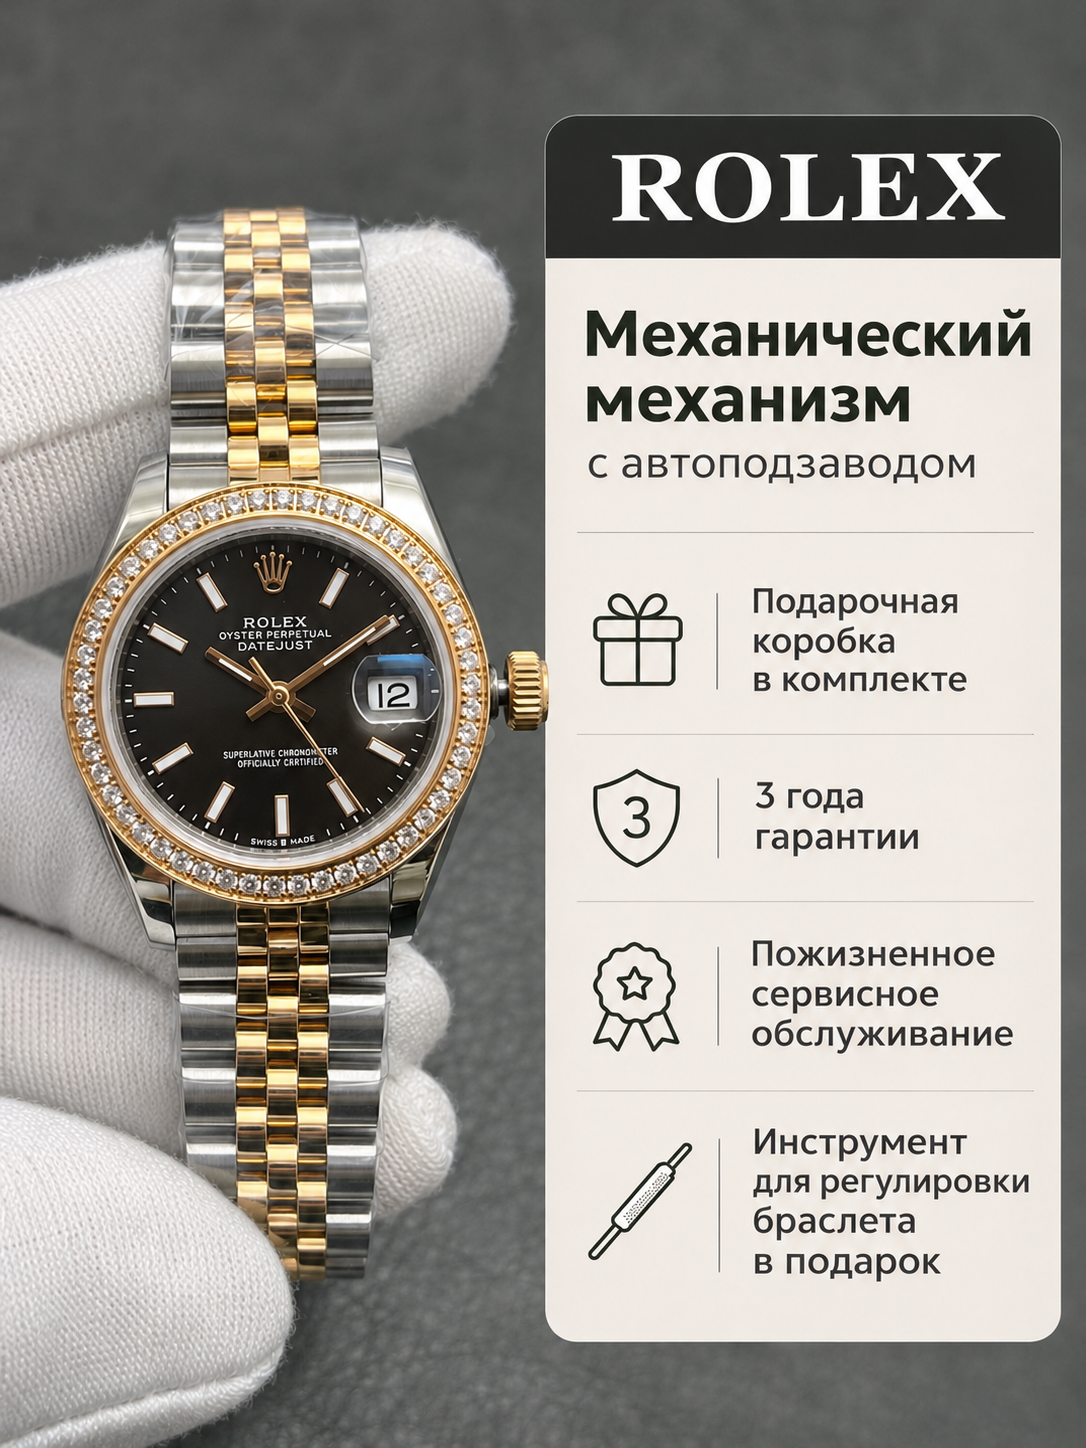 ROLEX
Механический
механизм
с автоподзаводом
Подарочная
коробка
в комплекте
3
3 года
гарантии
Пожизненное
сервисное
обслуживание
Инструмент
для регулировки
браслета
в подарок
ROLEX
OYSTER PERPETUAL
DATEJUST
12
SUPERLATIVE CHRONOMETER
OFFICIALLY CRRTIFIED
SWISS MADE